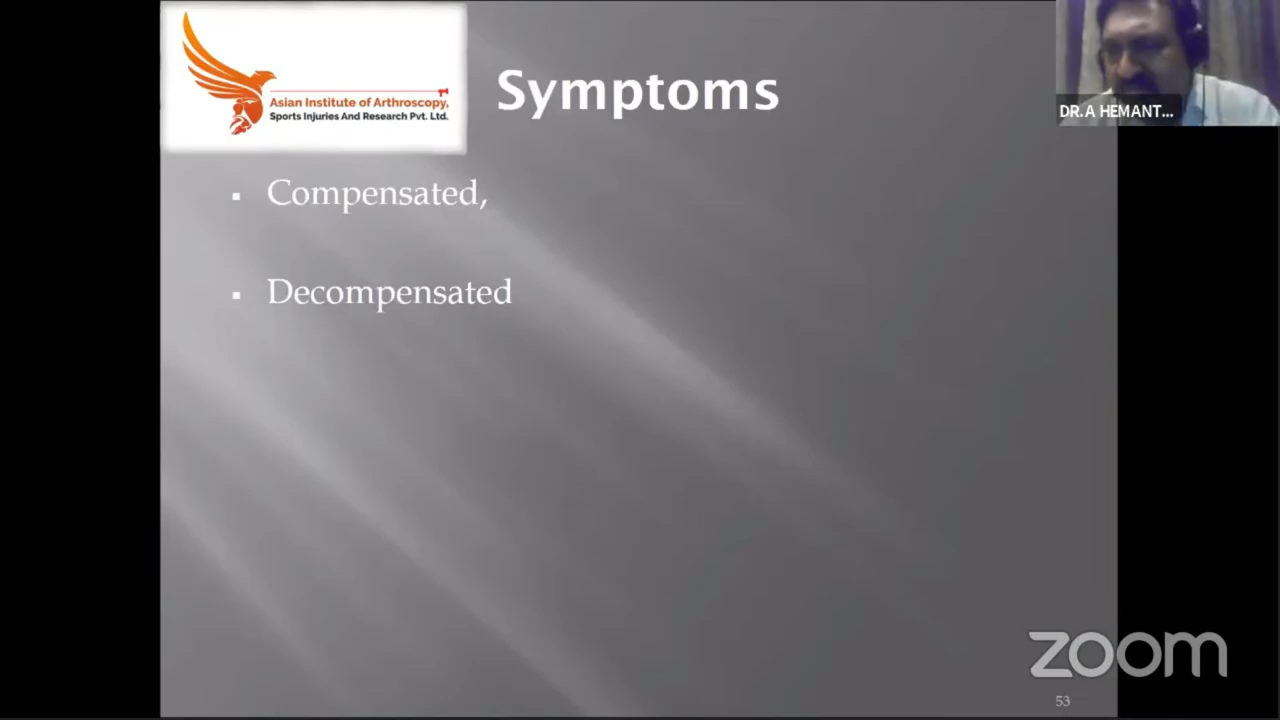 Asian Institute of Arthroscopy,
Sports Injuries And Research Pvt. Ltd.
Symptoms
DR.A HEMANT...
▪ Compensated,
▪ Decompensated
zoom
53